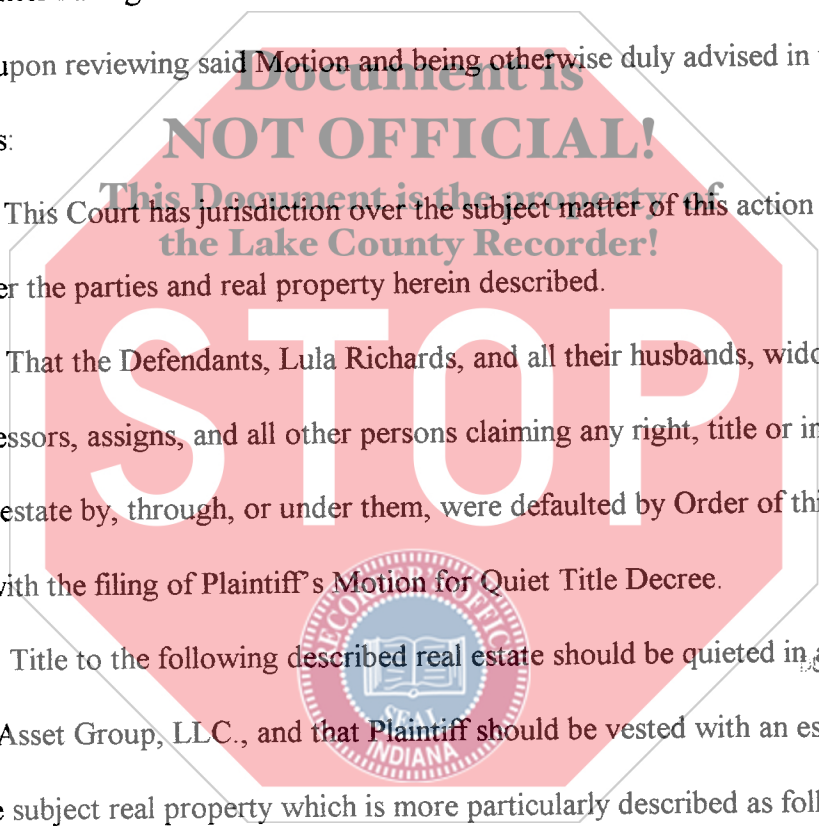 upon reviewing said Motion and being otherwise duly advised in
Document is
NOT OFFICIAL!
s:
This Document is the property of
This Court has jurisdiction over the subject matter of this action
the Lake County Recorder!
er the parties and real property herein described.
STOP
That the Defendants, Lula Richards, and all their husbands, wido
essors, assigns, and all other persons claiming any right, title or in
estate by, through, or under them, were defaulted by Order of thi
with the filing of Plaintiff's Motion for Quiet Title Decree.
RECORDER'S OFFICE
Title to the following described real estate should be quieted in
SEAL
Asset Group, LLC., and that Plaintiff should be vested with an es
INDIANA
e subject real property which is more particularly described as foll